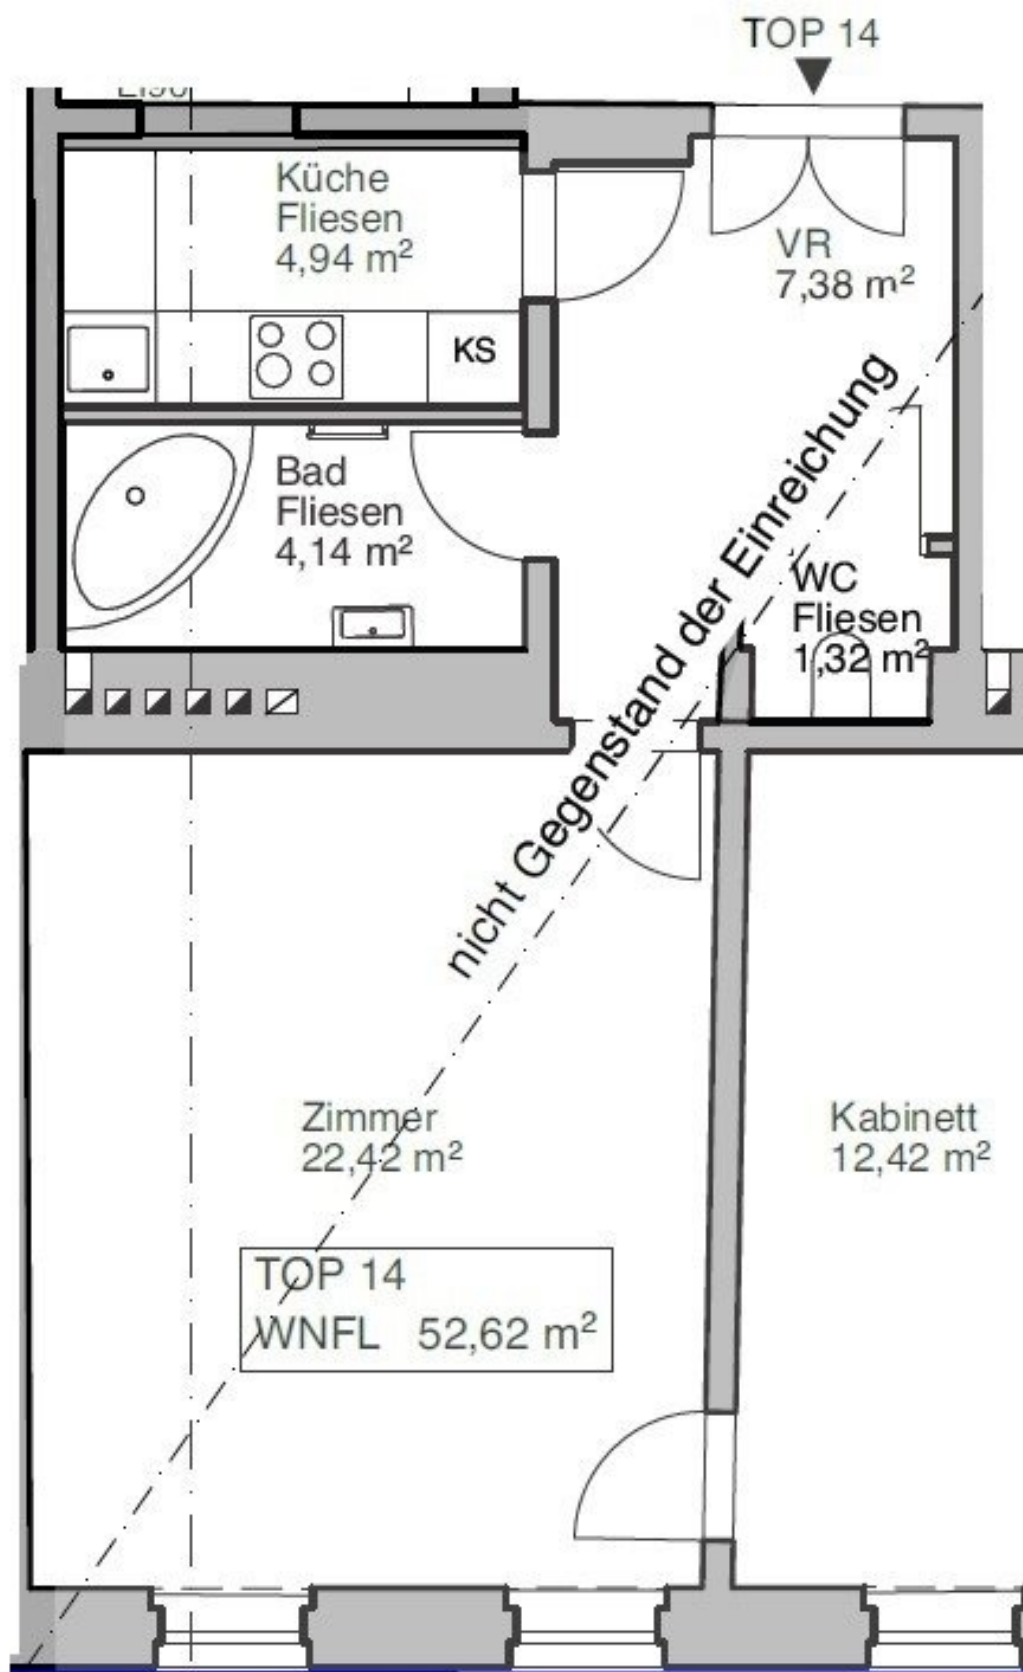 TOP 14
Küche
Fliesen
4,94 m²
VR
7,38 m²
KS
Bad
Fliesen
4,14 m²
WC
Fliesen
1,32 m²
nicht Gegenstand der Einreichung
Zimmer
22,42 m²
Kabinett
12,42 m²
TOP 14
WNFL 52,62 m²